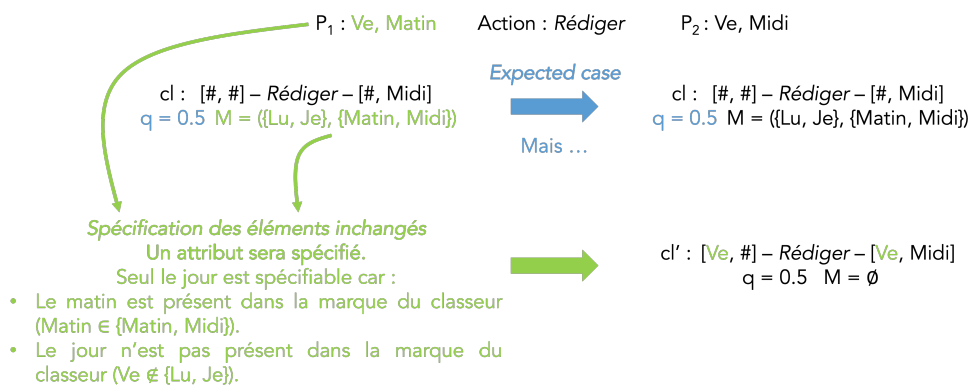 P₁ : Ve, Matin Action : Rédiger P₂ : Ve, Midi
Expected case
cl : [#, #] – Rédiger – [#, Midi] cl : [#, #] – Rédiger – [#, Midi]
q = 0.5 M = ({Lu, Je}, {Matin, Midi}) q = 0.5 M = ({Lu, Je}, {Matin, Midi})
Mais …
Spécification des éléments inchangés
Un attribut sera spécifié.
Seul le jour est spécifiable car :
• Le matin est présent dans la marque du classeur
(Matin ∈ {Matin, Midi}).
• Le jour n’est pas présent dans la marque du
classeur (Ve ∉ {Lu, Je}).
cl’ : [Ve, #] – Rédiger – [Ve, Midi]
q = 0.5 M = ∅